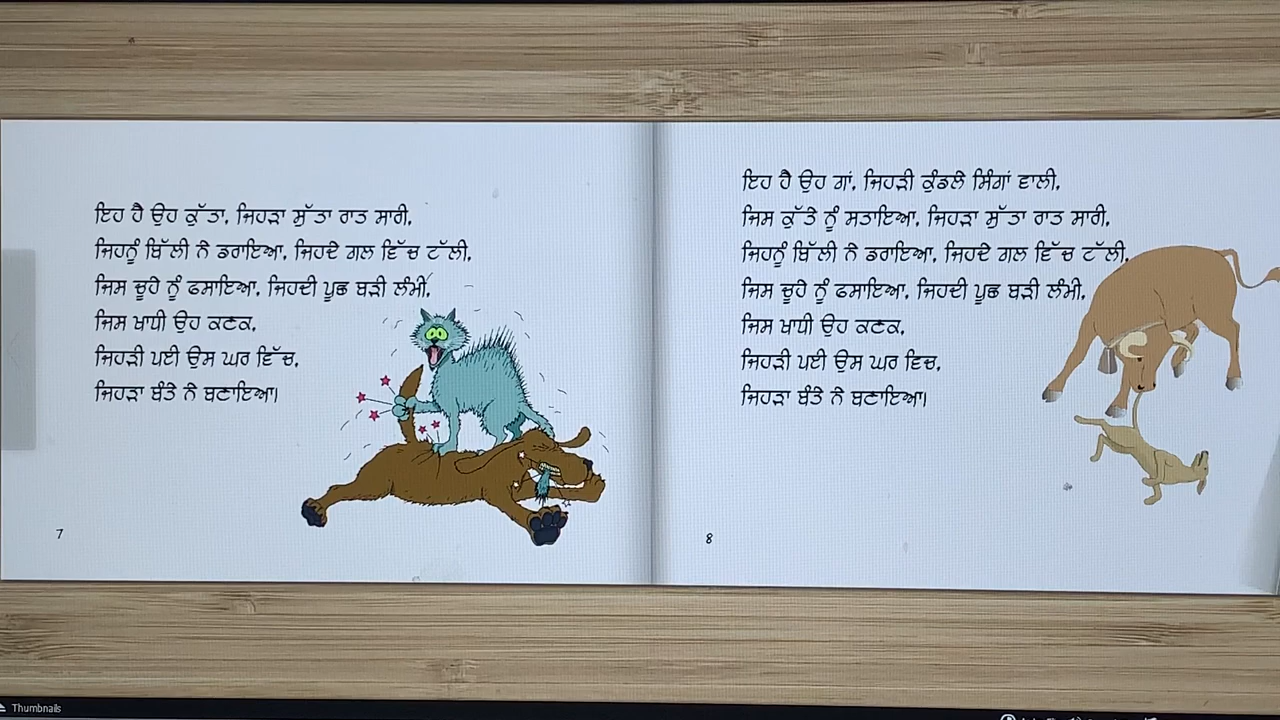 ਇਹ ਹੈ ਉਹ ਕੁੱਤਾ, ਜਿਹੜਾ ਸੁੱਤਾ ਰਾਤ ਸਾਰੀ,
ਜਿਹਨੂੰ ਬਿੱਲੀ ਨੇ ਡਰਾਇਆ, ਜਿਹਦੇ ਗਲ ਵਿੱਚ ਟੱਲੀ,
ਜਿਸ ਚੂਹੇ ਨੂੰ ਫਸਾਇਆ, ਜਿਹਦੀ ਪੂਛ ਬੜੀ ਲੰਮੀ,
ਜਿਸ ਖਾਧੀ ਉਹ ਕਣਕ,
ਜਿਹੜੀ ਪਈ ਉਸ ਘਰ ਵਿੱਚ,
ਜਿਹੜਾ ਬੰਤੇ ਨੇ ਬਣਾਇਆ।
7
ਇਹ ਹੈ ਉਹ ਗਾਂ, ਜਿਹੜੀ ਕੁੰਡਲੇ ਸਿੰਗਾਂ ਵਾਲੀ,
ਜਿਸ ਕੁੱਤੇ ਨੂੰ ਸਤਾਇਆ, ਜਿਹੜਾ ਸੁੱਤਾ ਰਾਤ ਸਾਰੀ,
ਜਿਹਨੂੰ ਬਿੱਲੀ ਨੇ ਡਰਾਇਆ, ਜਿਹਦੇ ਗਲ ਵਿੱਚ ਟੱਲੀ,
ਜਿਸ ਚੂਹੇ ਨੂੰ ਫਸਾਇਆ, ਜਿਹਦੀ ਪੂਛ ਬੜੀ ਲੰਮੀ,
ਜਿਸ ਖਾਧੀ ਉਹ ਕਣਕ,
ਜਿਹੜੀ ਪਈ ਉਸ ਘਰ ਵਿਚ,
ਜਿਹੜਾ ਬੰਤੇ ਨੇ ਬਣਾਇਆ।
8
Thumbnails